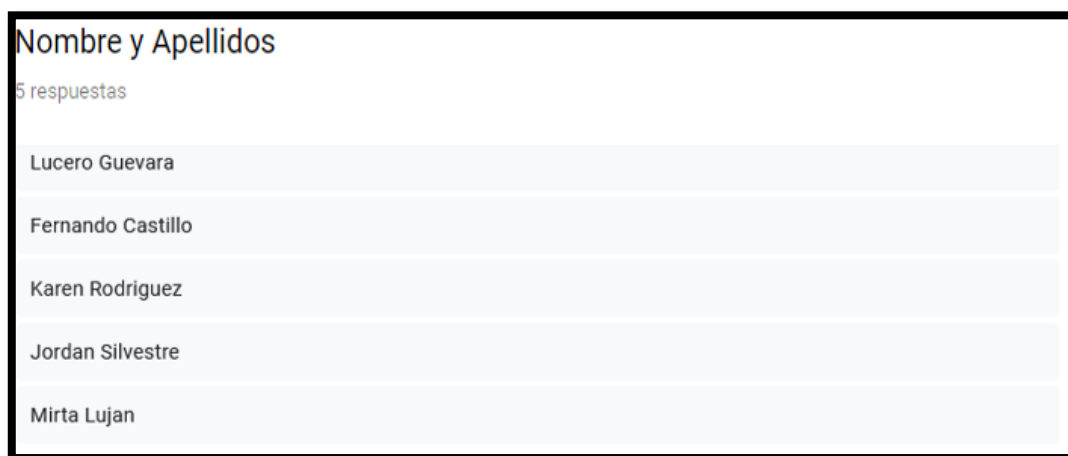 Nombre y Apellidos
5 respuestas
Lucero Guevara
Fernando Castillo
Karen Rodriguez
Jordan Silvestre
Mirta Lujan